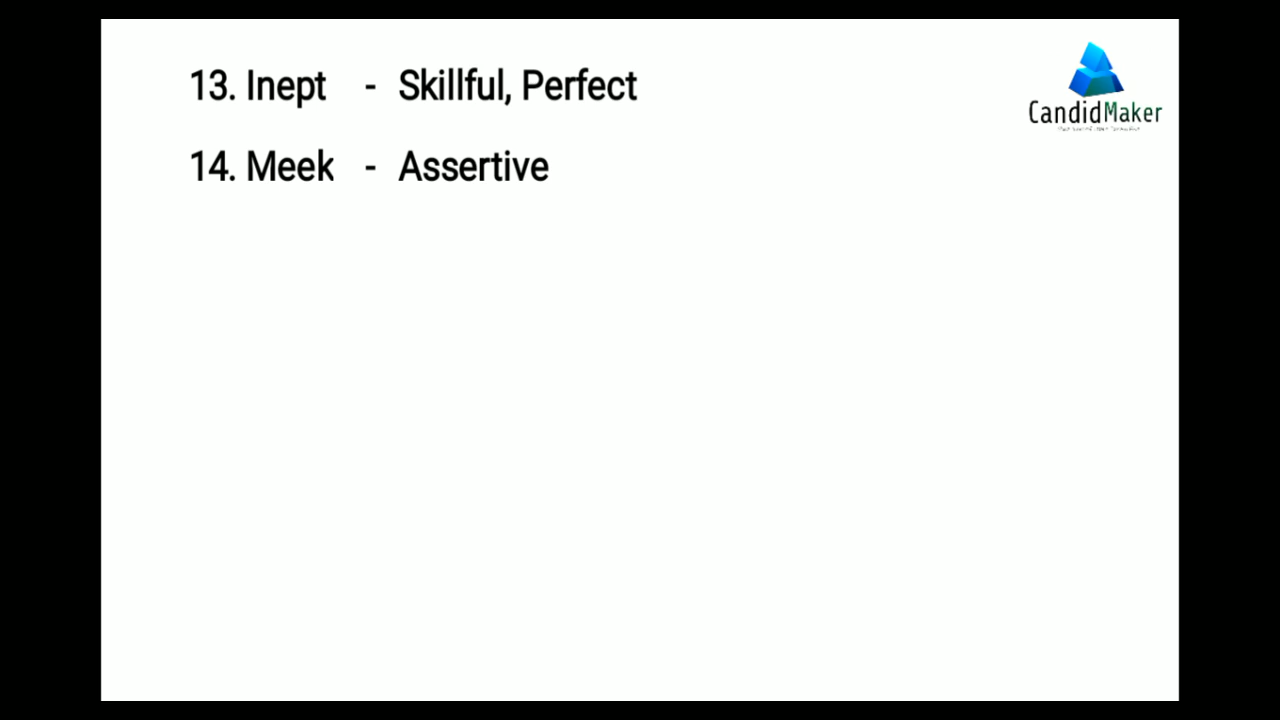 13. Inept - Skillful, Perfect
14. Meek - Assertive
CandidMaker